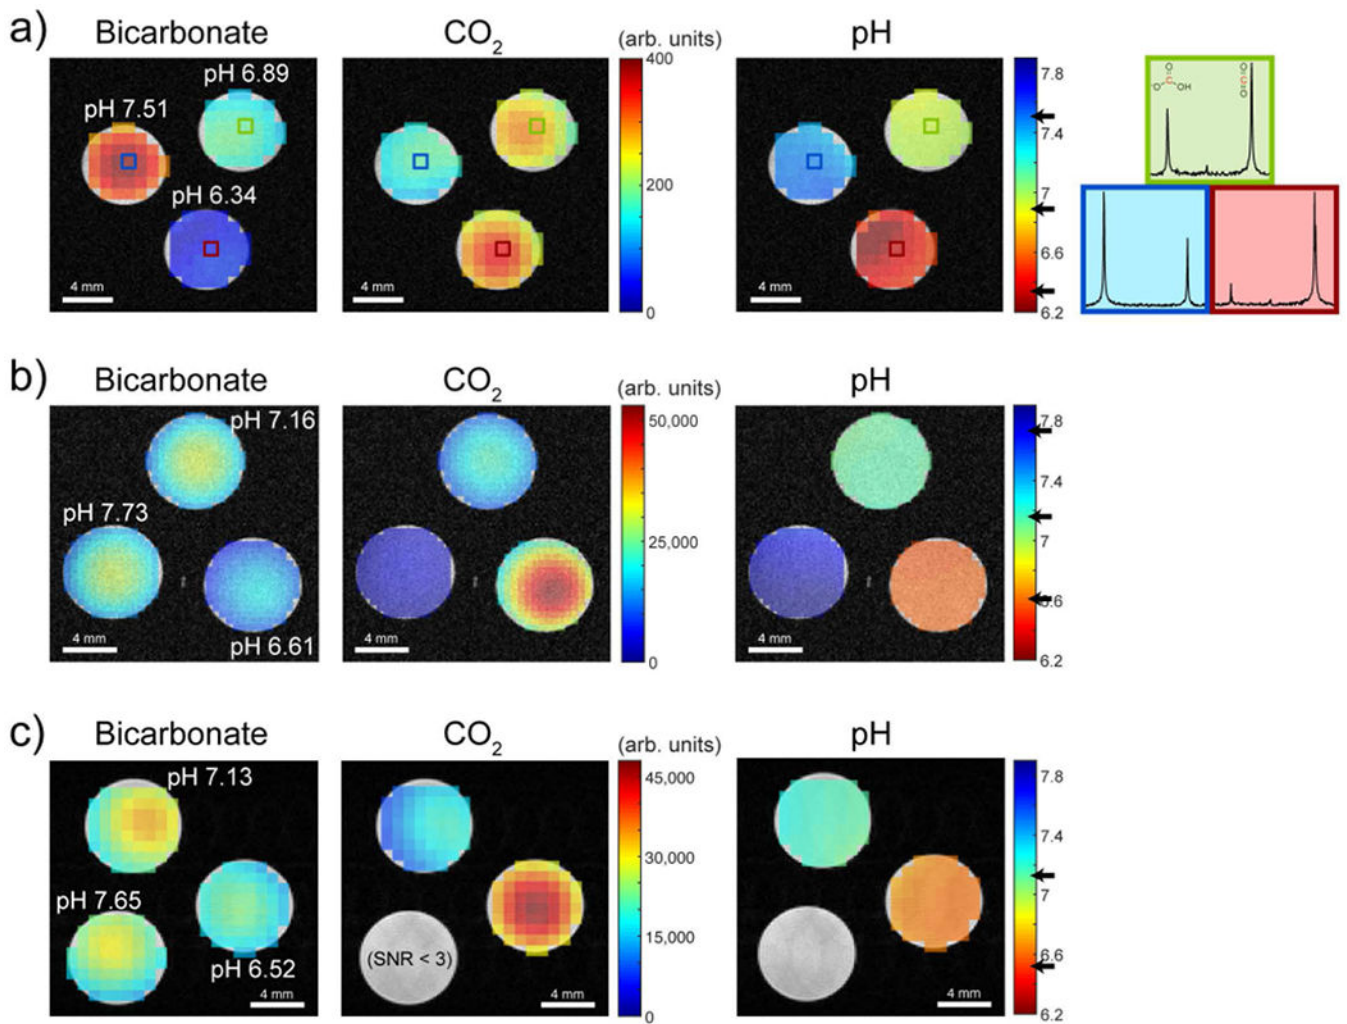 a)
Bicarbonate
CO2
(arb. units)
pH
pH 6.89
pH 7.51
pH 6.34
4 mm
4 mm
4 mm
400
200
0
7.8
7.4
7
6.6
6.2
O
O
C
OH
O
C
O
b)
Bicarbonate
CO2
(arb. units)
pH
pH 7.16
pH 7.73
pH 6.61
4 mm
4 mm
4 mm
50,000
25,000
0
7.8
7.4
7
6.6
6.2
c)
Bicarbonate
CO2
(arb. units)
pH
pH 7.13
pH 7.65
pH 6.52
(SNR < 3)
4 mm
4 mm
4 mm
45,000
30,000
15,000
0
7.8
7.4
7
6.6
6.2